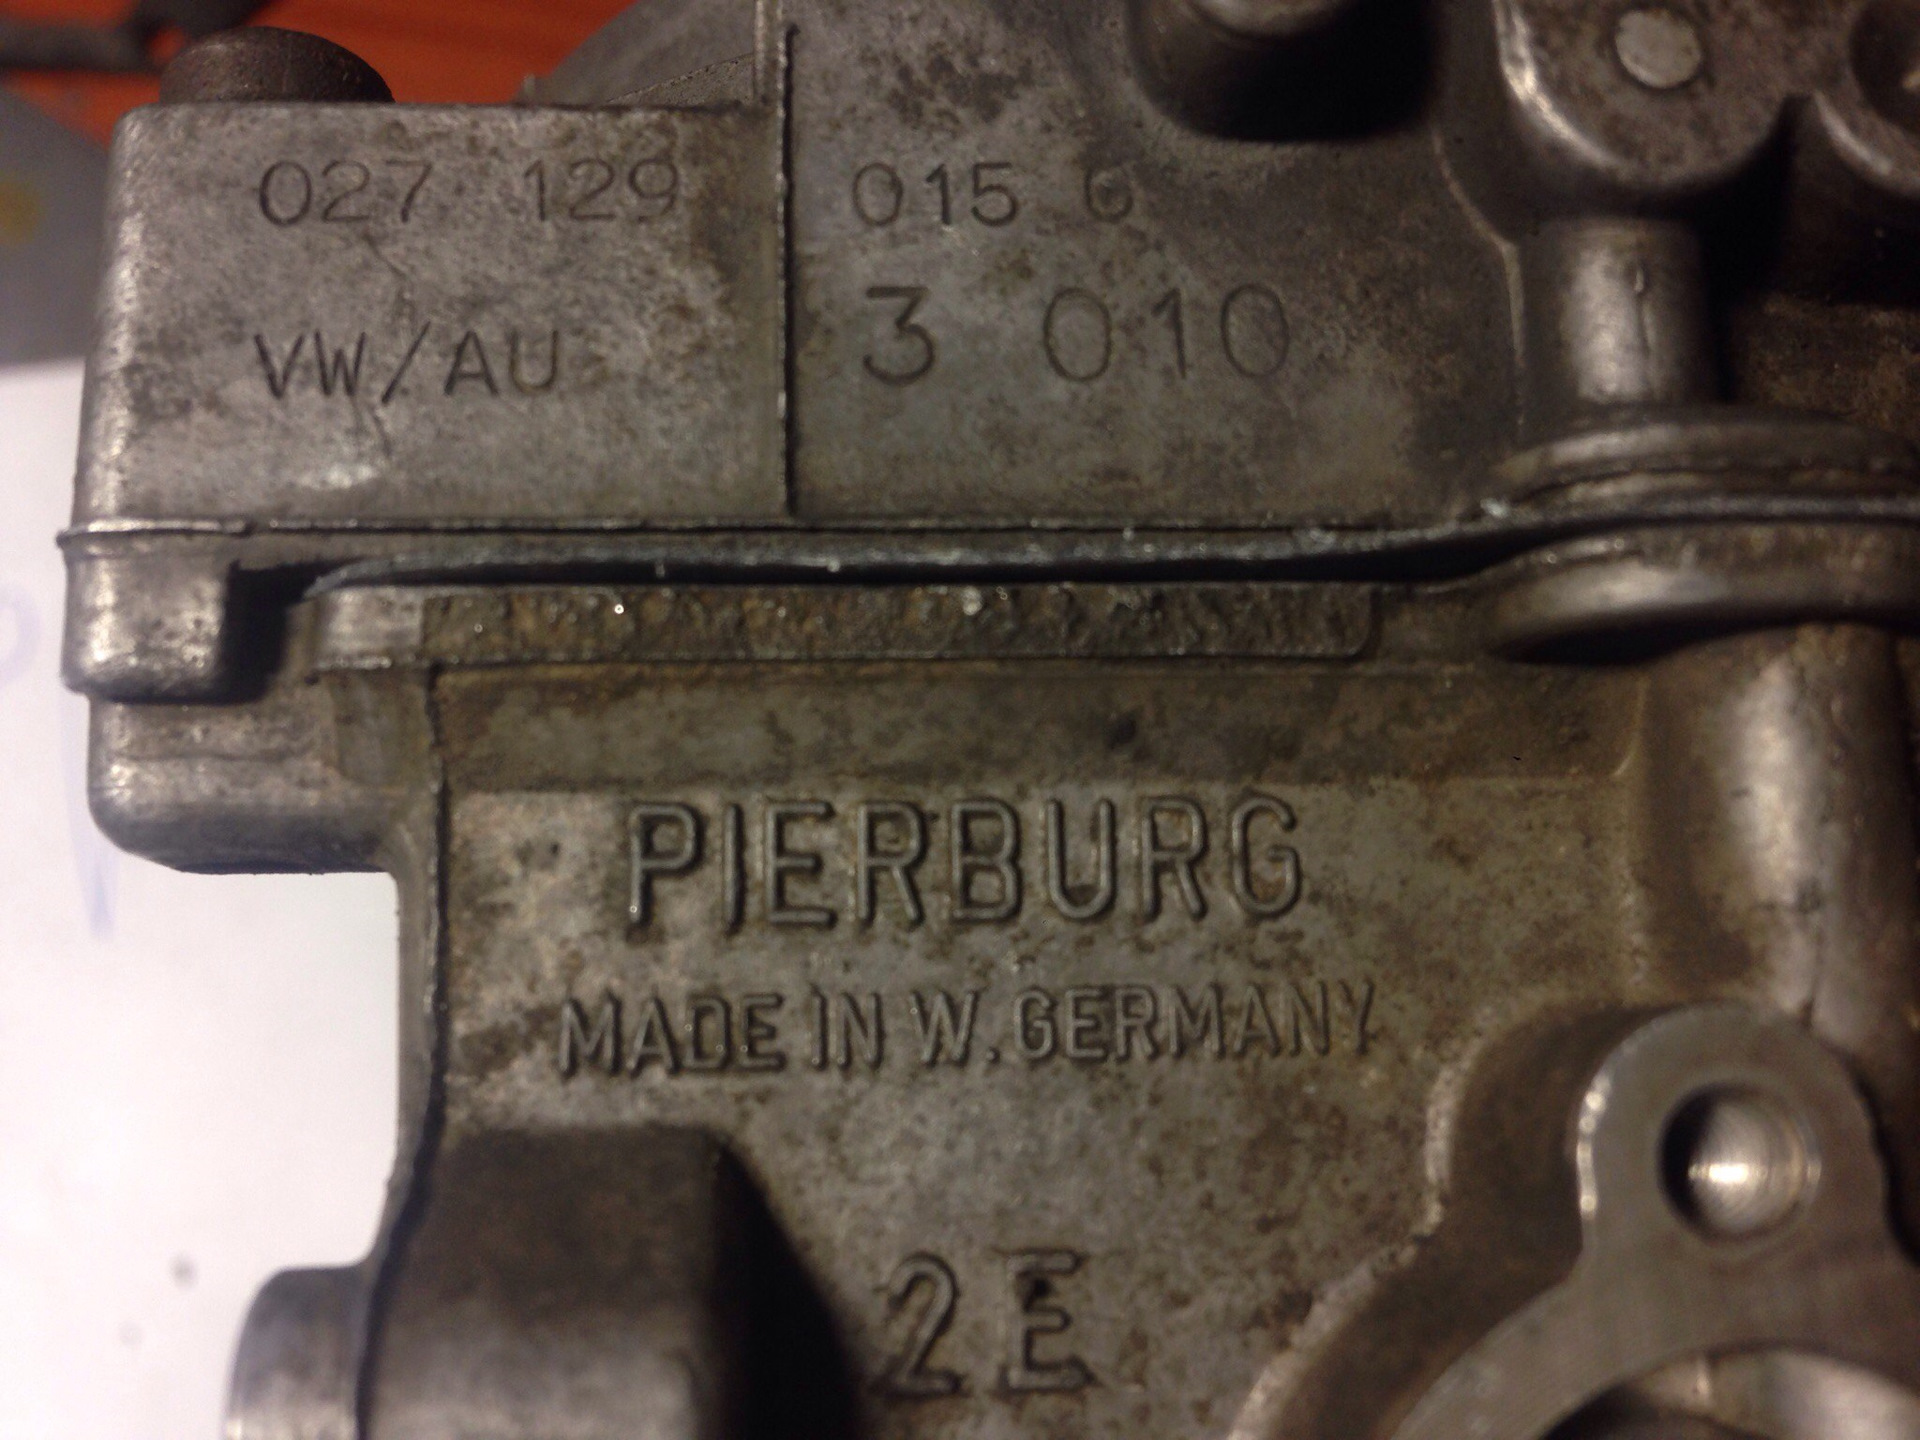 027 129 015
VW/AU 3 010
PIERBURG
MADE IN W. GERMANY
2E